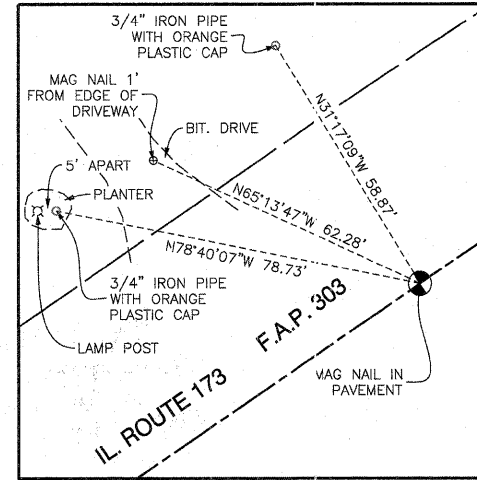 3/4" IRON PIPE
WITH ORANGE
PLASTIC CAP
MAG NAIL 1'
FROM EDGE OF
DRIVEWAY
BIT. DRIVE
N31°17'09"W 58.87'
5' APART
PLANTER
N65°13'47"W 62.28'
N78°40'07"W 78.73'
3/4" IRON PIPE
WITH ORANGE
PLASTIC CAP
LAMP POST
F.A.P. 303
IL. ROUTE 173
MAG NAIL IN
PAVEMENT